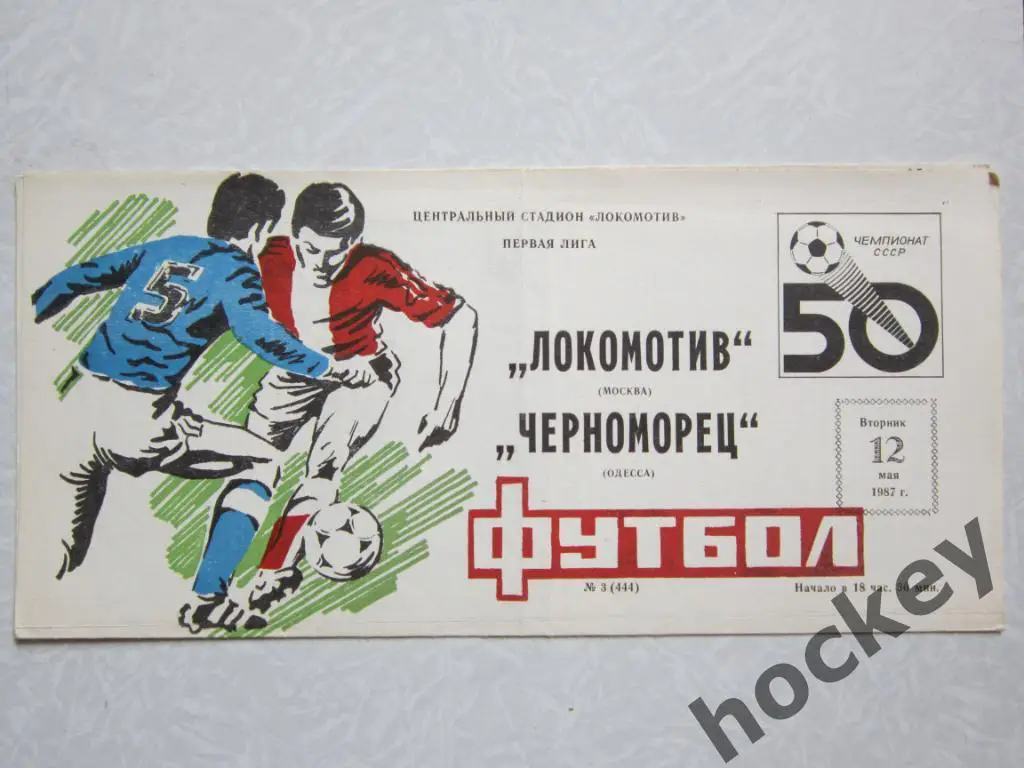 ЦЕНТРАЛЬНЫЙ СТАДИОН «ЛОКОМОТИВ»
ПЕРВАЯ ЛИГА
ЧЕМПИОНАТ
СССР
50
„ЛОКОМОТИВ“
(МОСКВА)
„ЧЕРНОМОРЕЦ“
(ОДЕССА)
Вторник
12
мая
1987 г.
5
ФУТБОЛ
№ 3 (444)
Начало в 18 час. 30 мин.
hockey